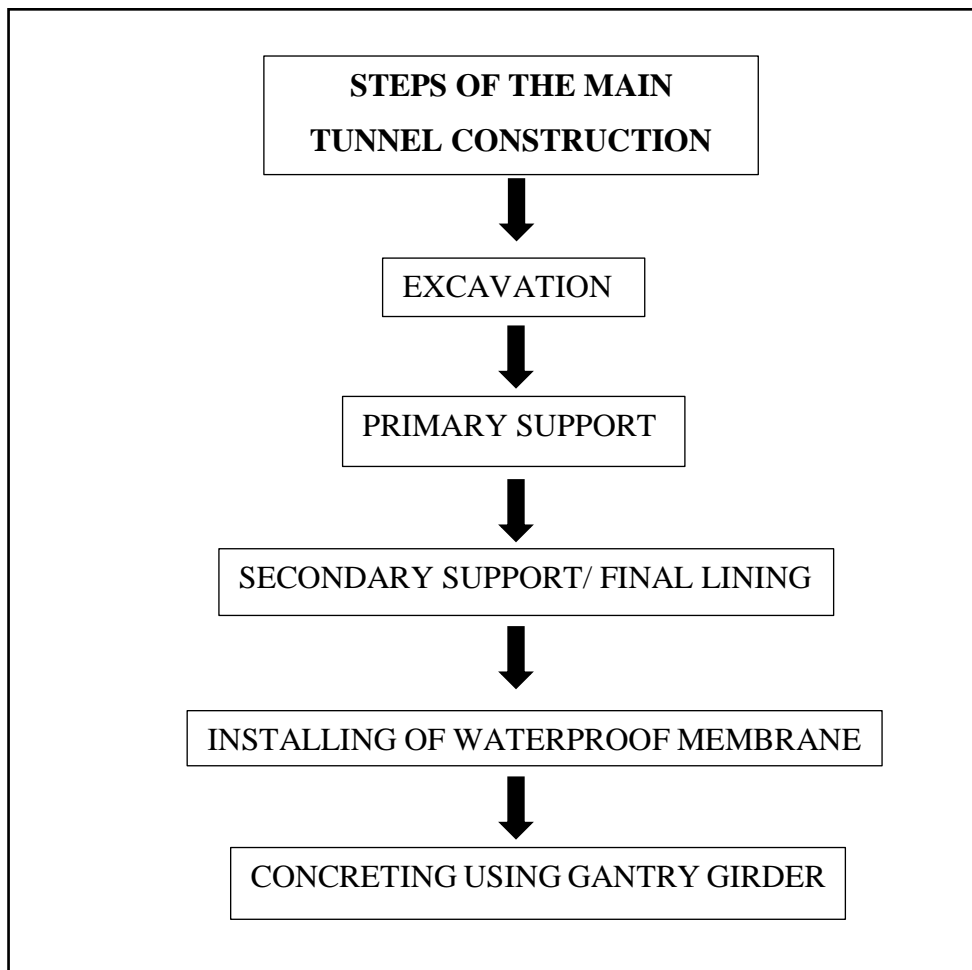 STEPS OF THE MAIN
TUNNEL CONSTRUCTION
EXCAVATION
PRIMARY SUPPORT
SECONDARY SUPPORT/ FINAL LINING
INSTALLING OF WATERPROOF MEMBRANE
CONCRETING USING GANTRY GIRDER